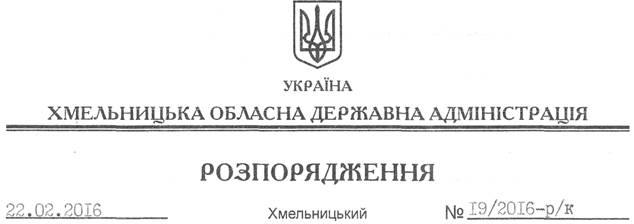 УКРАЇНА
ХМЕЛЬНИЦЬКА ОБЛАСНА ДЕРЖАВНА АДМІНІСТРАЦІЯ
РОЗПОРЯДЖЕННЯ
22.02.2016 Хмельницький № 19/2016-р/к